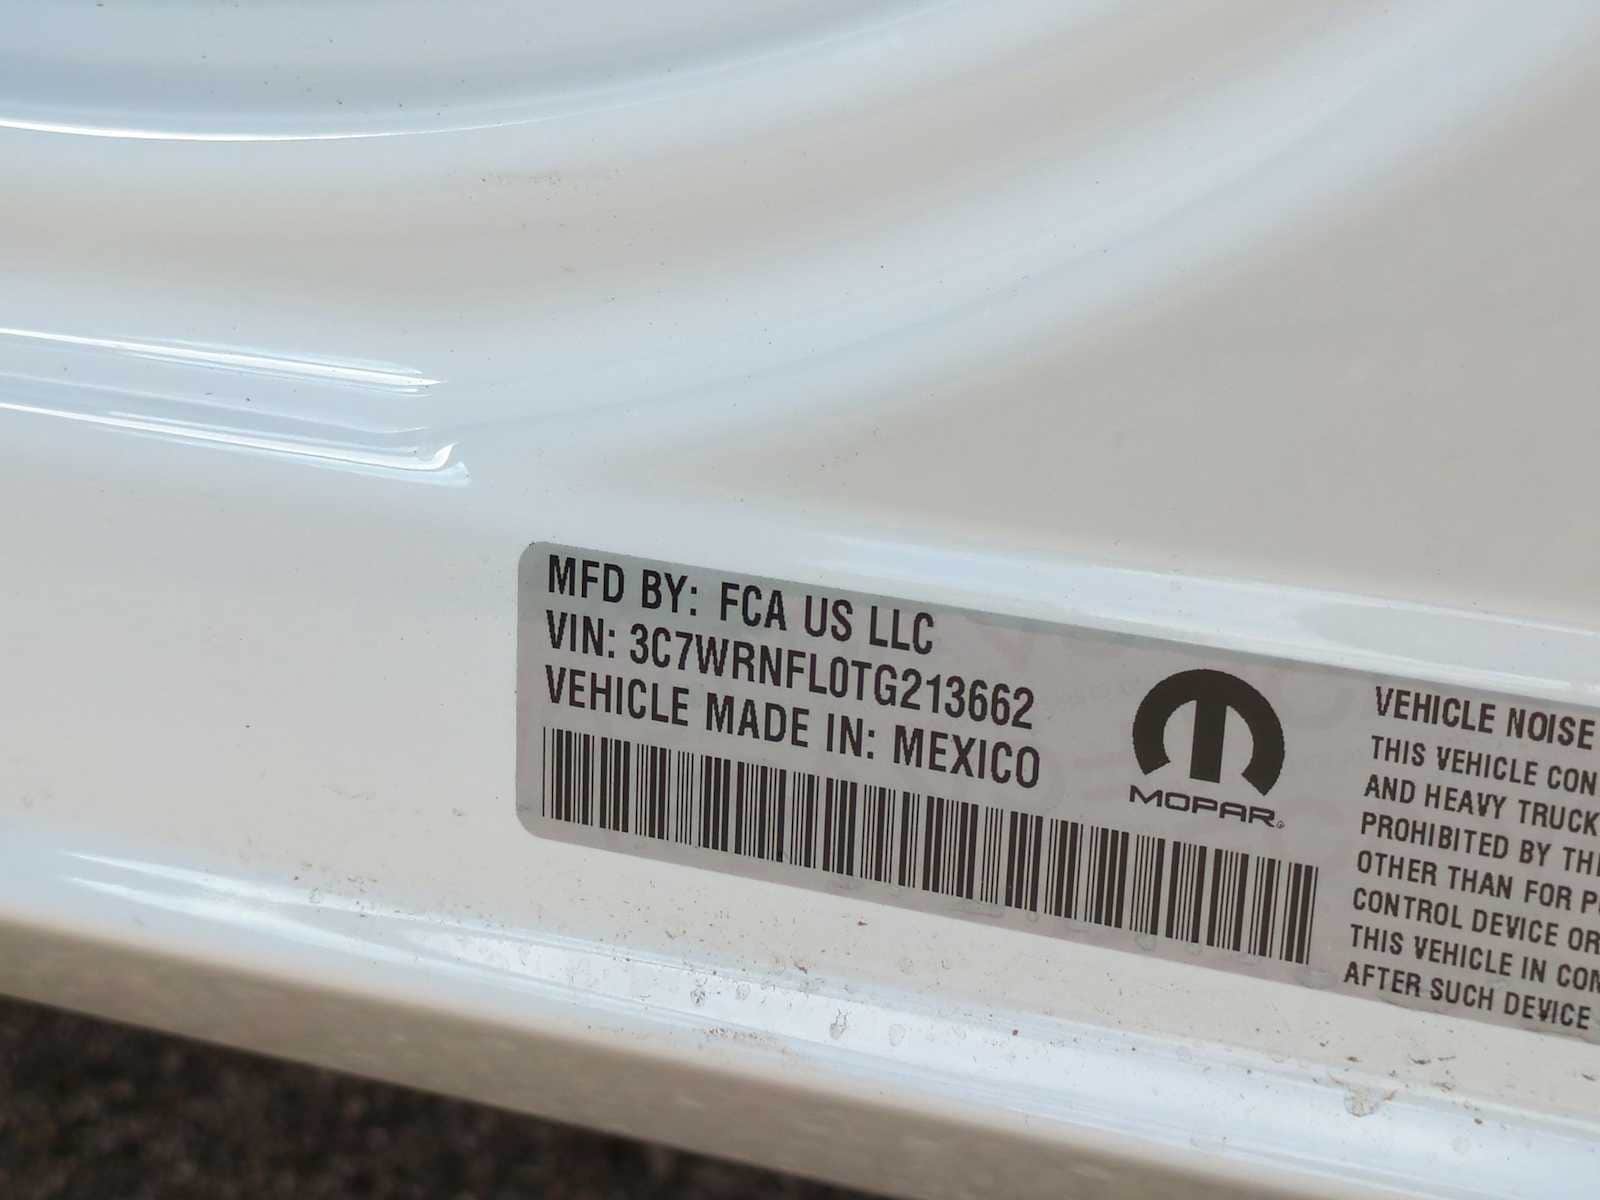 MFD BY: FCA US LLC
VIN: 3C7WRNFL0TG213662
VEHICLE MADE IN: MEXICO
MOPAR
VEHICLE NOISE
THIS VEHICLE CON
AND HEAVY TRUCK
PROHIBITED BY TH
OTHER THAN FOR P
CONTROL DEVICE OR
THIS VEHICLE IN CON
AFTER SUCH DEVICE